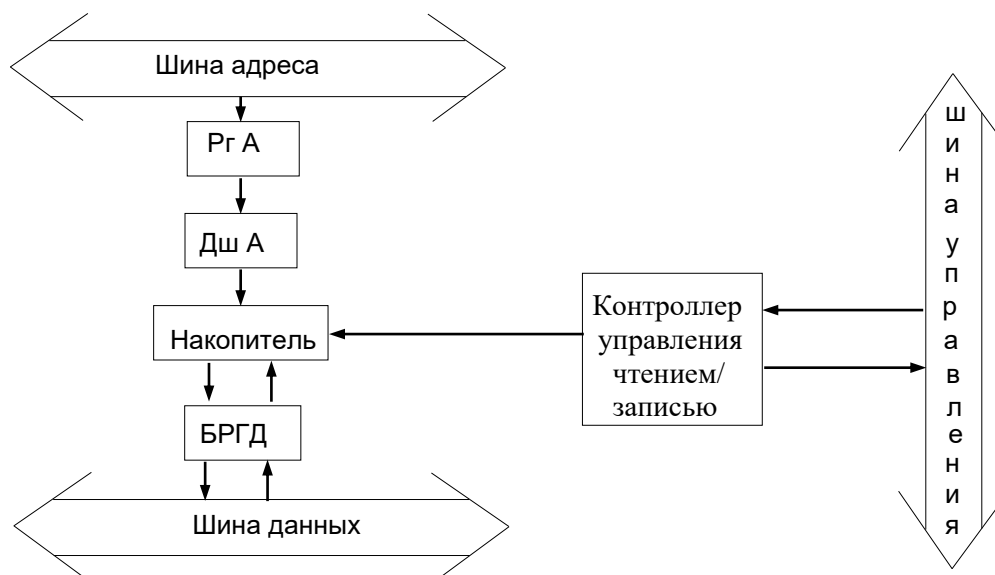 Шина адреса
Рг А
Дш А
Накопитель
БРГД
Шина данных
Контроллер
управления
чтением/
записью
шина управления